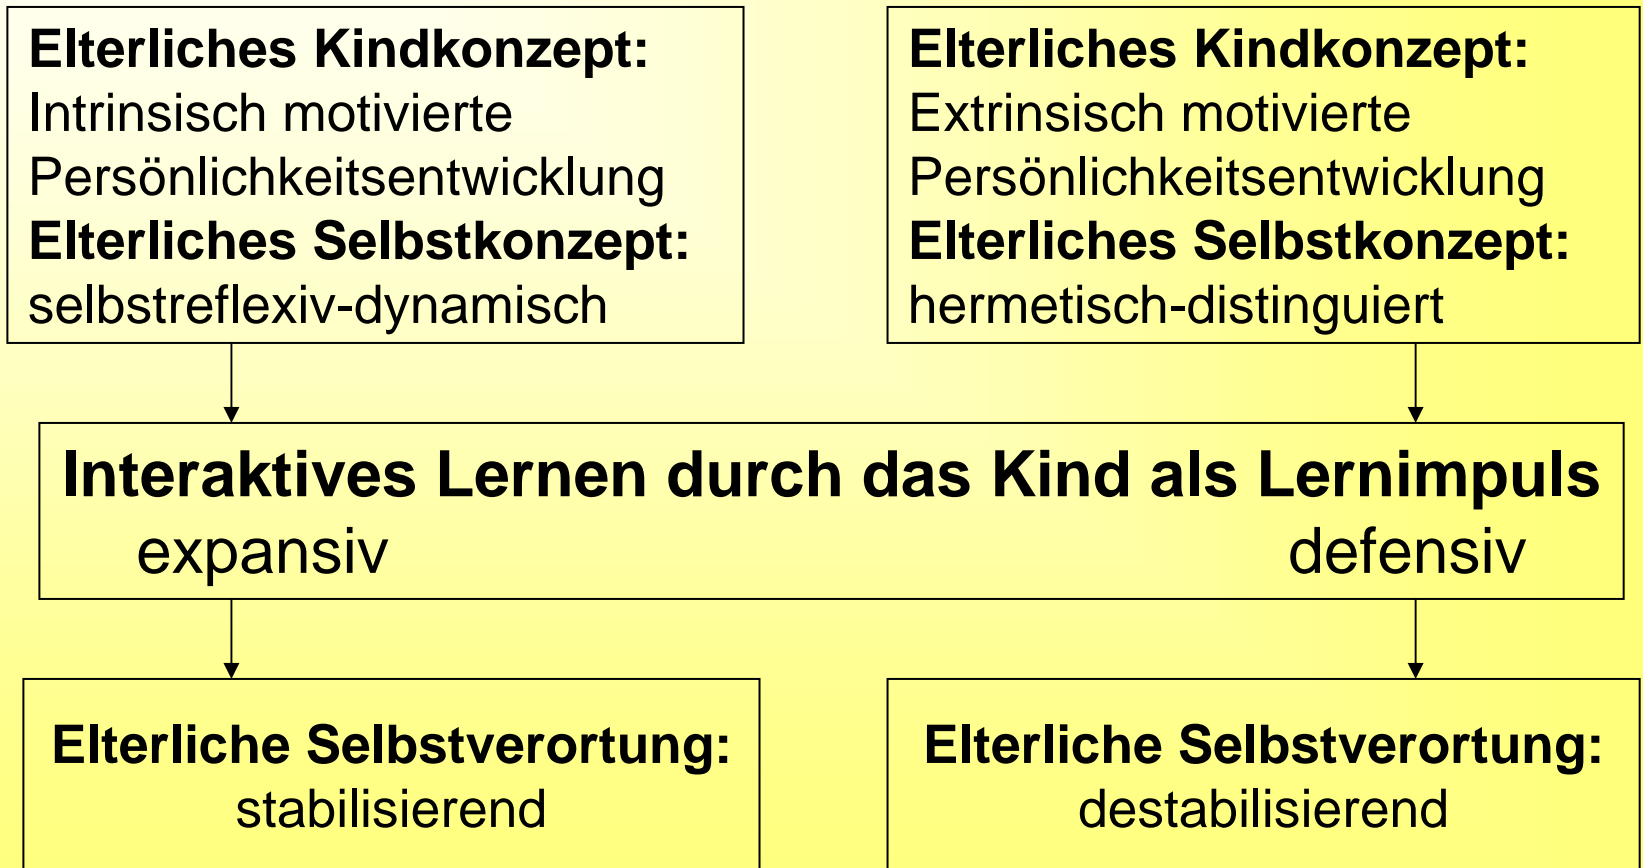 Elterliches Kindkonzept:
Intrinsisch motivierte
Persönlichkeitsentwicklung
Elterliches Selbstkonzept:
selbstreflexiv-dynamisch
Elterliches Kindkonzept:
Extrinsisch motivierte
Persönlichkeitsentwicklung
Elterliches Selbstkonzept:
hermetisch-distinguiert
Interaktives Lernen durch das Kind als Lernimpuls
expansiv defensiv
Elterliche Selbstverortung:
stabilisierend
Elterliche Selbstverortung:
destabilisierend